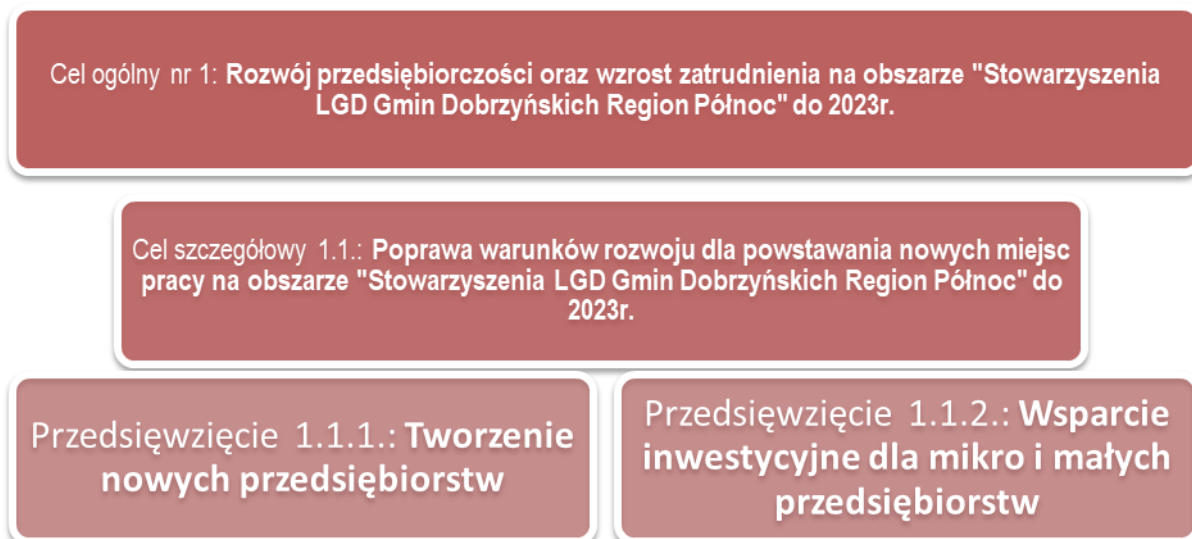 Cel ogólny nr 1: Rozwój przedsiębiorczości oraz wzrost zatrudnienia na obszarze "Stowarzyszenia
LGD Gmin Dobrzyńskich Region Północ" do 2023r.
Cel szczegółowy 1.1.: Poprawa warunków rozwoju dla powstawania nowych miejsc
pracy na obszarze "Stowarzyszenia LGD Gmin Dobrzyńskich Region Północ" do
2023r.
Przedsięwzięcie 1.1.1.: Tworzenie
nowych przedsiębiorstw
Przedsięwzięcie 1.1.2.: Wsparcie
inwestycyjne dla mikro i małych
przedsiębiorstw